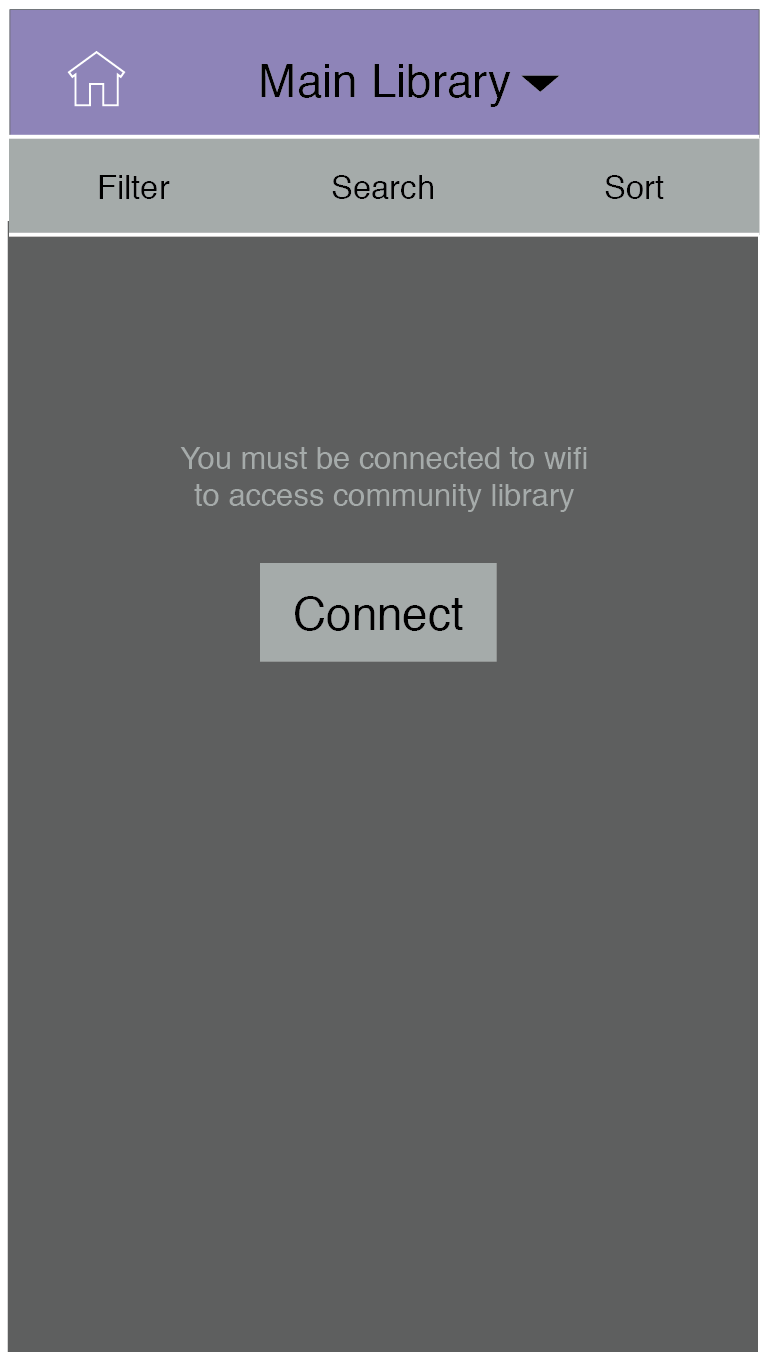 Main Library
Filter Search Sort
You must be connected to wifi
to access community library
Connect